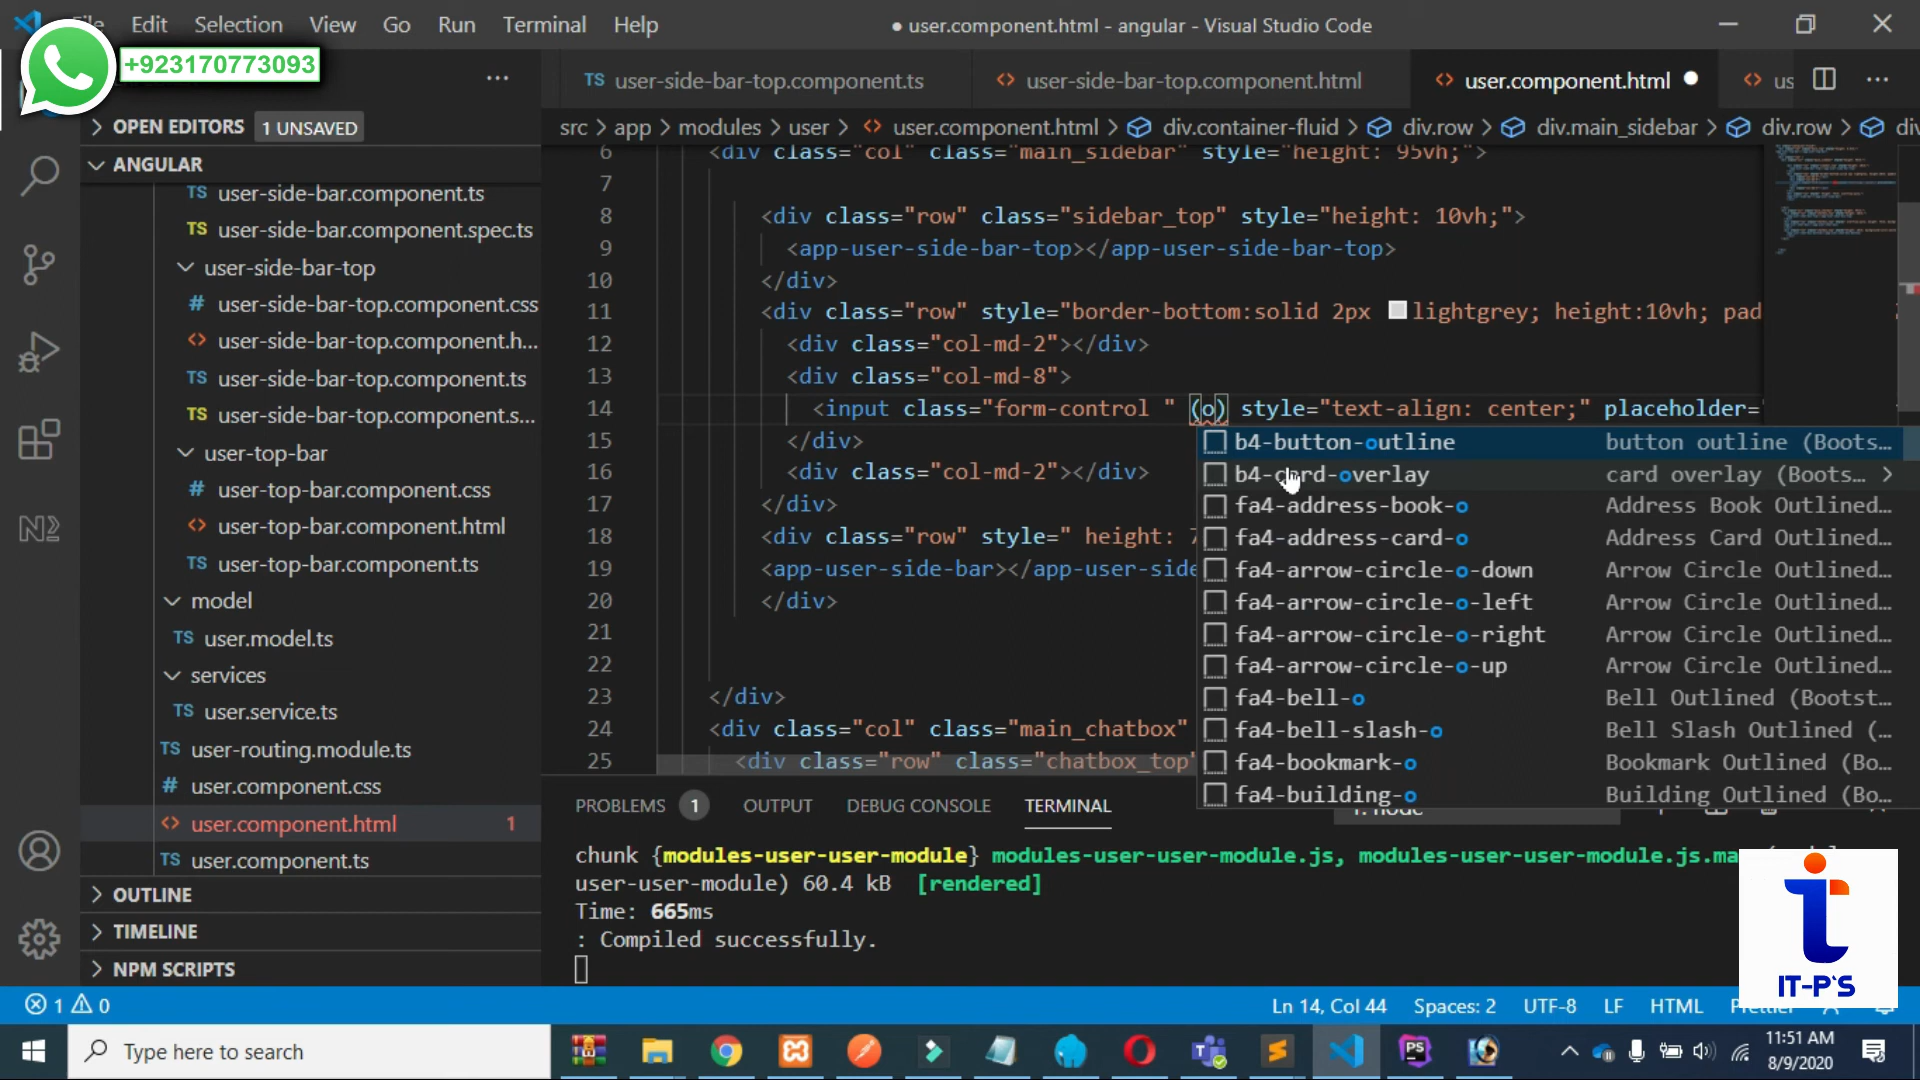 File Edit Selection View Go Run Terminal Help
● user.component.html - angular - Visual Studio Code
+923170773093
TS user-side-bar-top.component.ts
<> user-side-bar-top.component.html
<> user.component.html ●
<> us
OPEN EDITORS 1 UNSAVED
src > app > modules > user > <> user.component.html > div.container-fluid > div.row > div.main_sidebar > div.row > div
ANGULAR
TS user-side-bar.component.ts
TS user-side-bar.component.spec.ts
user-side-bar-top
# user-side-bar-top.component.css
<> user-side-bar-top.component.h...
TS user-side-bar-top.component.ts
TS user-side-bar-top.component.s...
user-top-bar
# user-top-bar.component.css
<> user-top-bar.component.html
TS user-top-bar.component.ts
model
TS user.model.ts
services
TS user.service.ts
TS user-routing.module.ts
# user.component.css
<> user.component.html 1
TS user.component.ts
OUTLINE
TIMELINE
NPM SCRIPTS
6 <div class="col" class="main_sidebar" style="height: 95vh;">
7
8 <div class="row" class="sidebar_top" style="height: 10vh;">
9 <app-user-side-bar-top></app-user-side-bar-top>
10 </div>
11 <div class="row" style="border-bottom:solid 2px lightgrey; height:10vh; pad
12 <div class="col-md-2"></div>
13 <div class="col-md-8">
14 <input class="form-control " (o) style="text-align: center;" placeholder=
15 </div>
16 <div class="col-md-2"></div>
17 </div>
18 <div class="row" style=" height: 7
19 <app-user-side-bar></app-user-side
20 </div>
21
22
23 </div>
24 <div class="col" class="main_chatbox"
25 <div class="row" class="chatbox_top"
b4-button-outline button outline (Boots...
b4-card-overlay card overlay (Boots... >
fa4-address-book-o Address Book Outlined...
fa4-address-card-o Address Card Outlined...
fa4-arrow-circle-o-down Arrow Circle Outlined...
fa4-arrow-circle-o-left Arrow Circle Outlined...
fa4-arrow-circle-o-right Arrow Circle Outlined...
fa4-arrow-circle-o-up Arrow Circle Outlined...
fa4-bell-o Bell Outlined (Bootst...
fa4-bell-slash-o Bell Slash Outlined (...
fa4-bookmark-o Bookmark Outlined (Bo...
fa4-building-o Building Outlined (Bo...
PROBLEMS 1 OUTPUT DEBUG CONSOLE TERMINAL
chunk {modules-user-user-module} modules-user-user-module.js, modules-user-user-module.js.ma
user-user-module) 60.4 kB [rendered]
Time: 665ms
: Compiled successfully.
IT-P'S
1 0
Ln 14, Col 44 Spaces: 2 UTF-8 LF HTML Prettier
Type here to search
PS
11:51 AM
8/9/2020